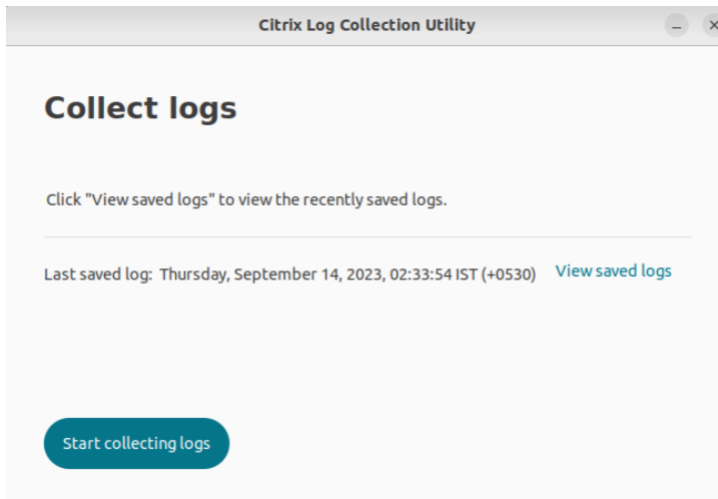 Citrix Log Collection Utility
Collect logs
Click "View saved logs" to view the recently saved logs.
Last saved log: Thursday, September 14, 2023, 02:33:54 IST (+0530) View saved logs
Start collecting logs